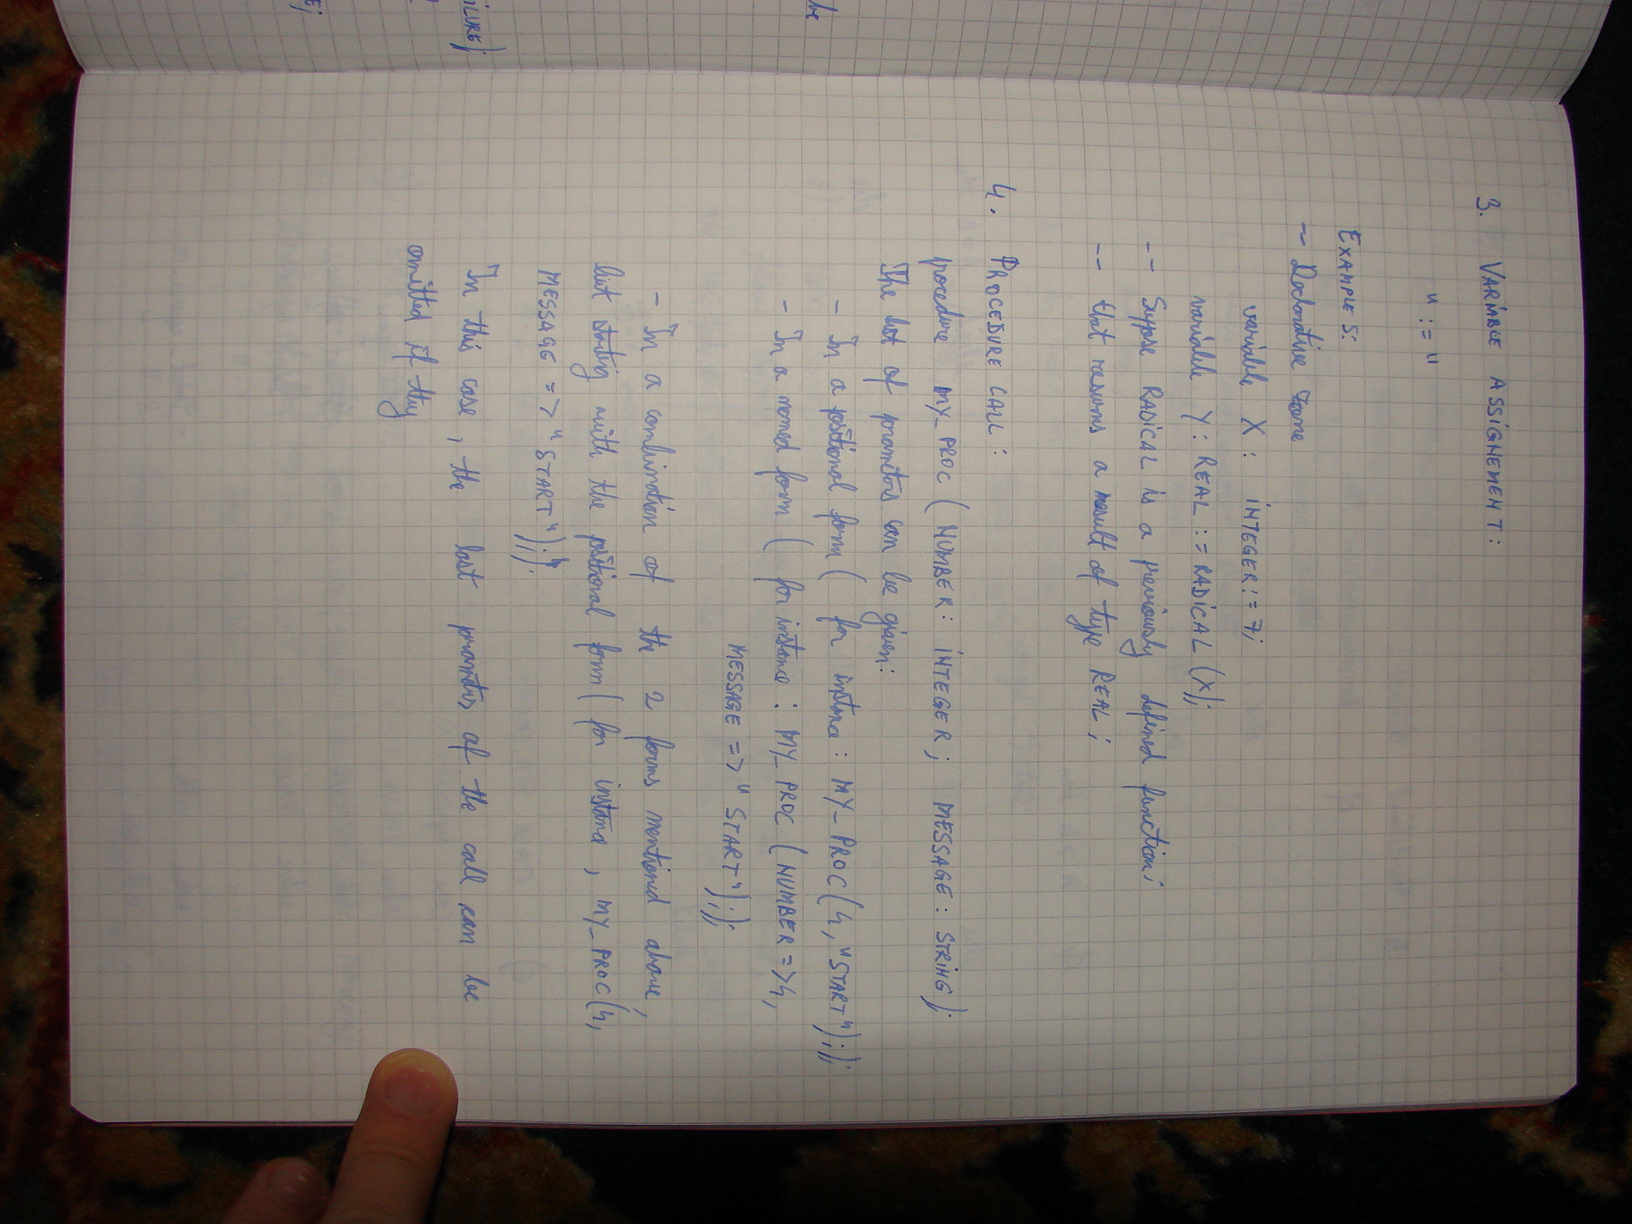 be
ILURE);
E;
3. VARIABLE ASSIGNEMENT:
":="
EXAMPLES:
-- Declarative zone
variable X: INTEGER:=7;
variable Y: REAL:=RADICAL(X);
-- Suppose RADICAL is a previously defined function;
-- that returns a result of type REAL;
4. PROCEDURE CALL:
procedure MY_PROC (NUMBER: INTEGER; MESSAGE: STRING);
The list of parameters can be given:
- In a positional form (for instance: MY_PROC(4,"START"););
- In a named form (for instance: MY_PROC (NUMBER=>4,
MESSAGE =>"START"););
- In a combination of the 2 forms mentioned above,
but starting with the positional form (for instance, MY_PROC(4,
MESSAGE => "START"););
In this case, the last parameters of the call can be
omitted if they